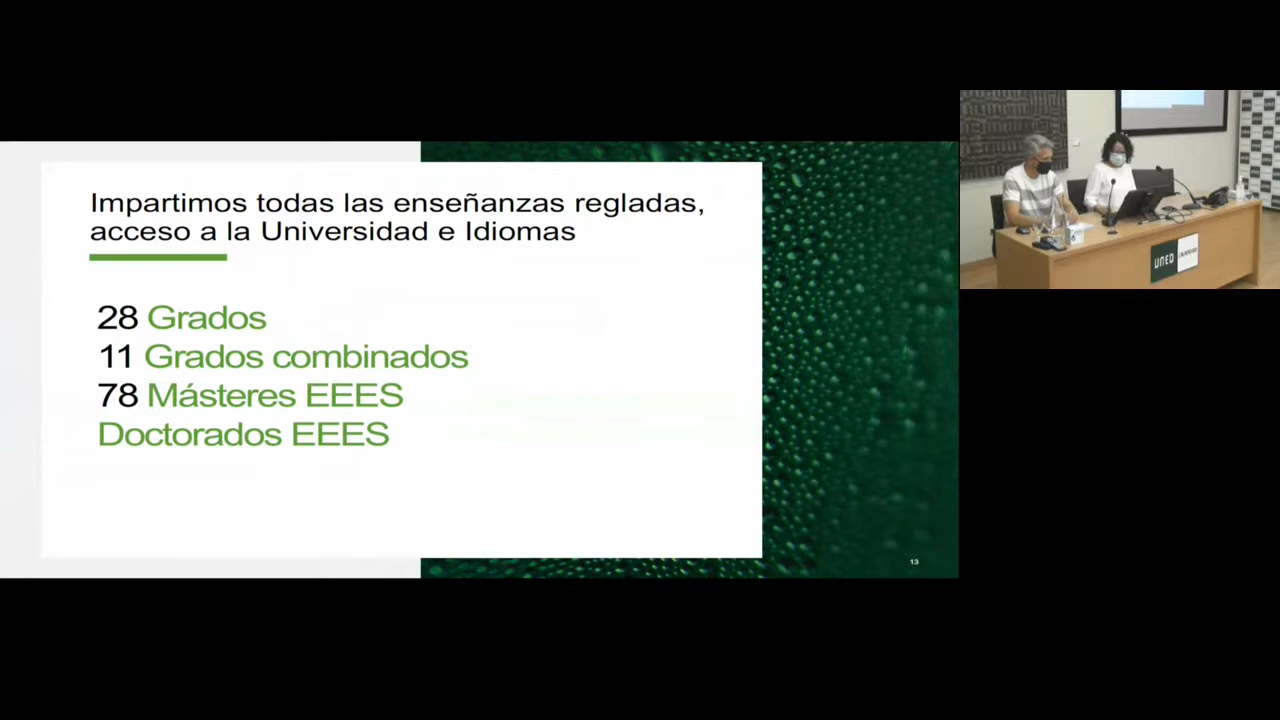 Impartimos todas las enseñanzas regladas,
acceso a la Universidad e Idiomas
28 Grados
11 Grados combinados
78 Másteres EEES
Doctorados EEES
13
UNED